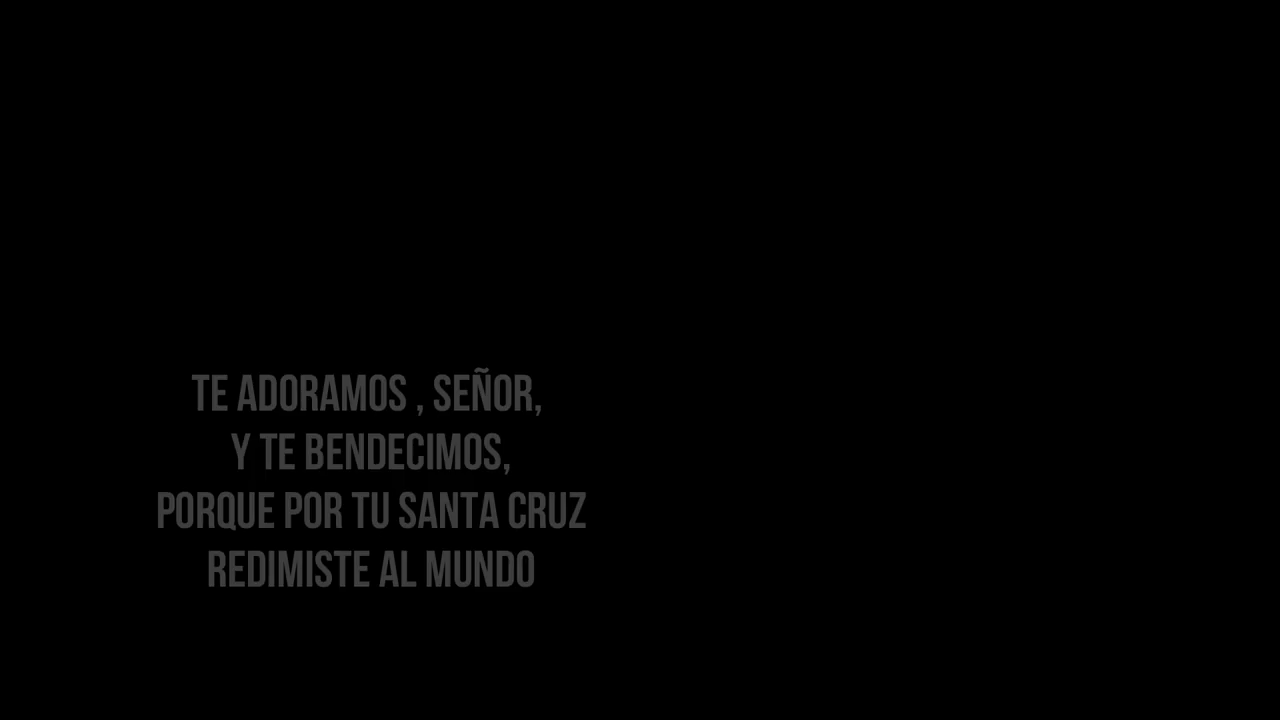 TE ADORAMOS , SEÑOR,
Y TE BENDECIMOS,
PORQUE POR TU SANTA CRUZ
REDIMISTE AL MUNDO